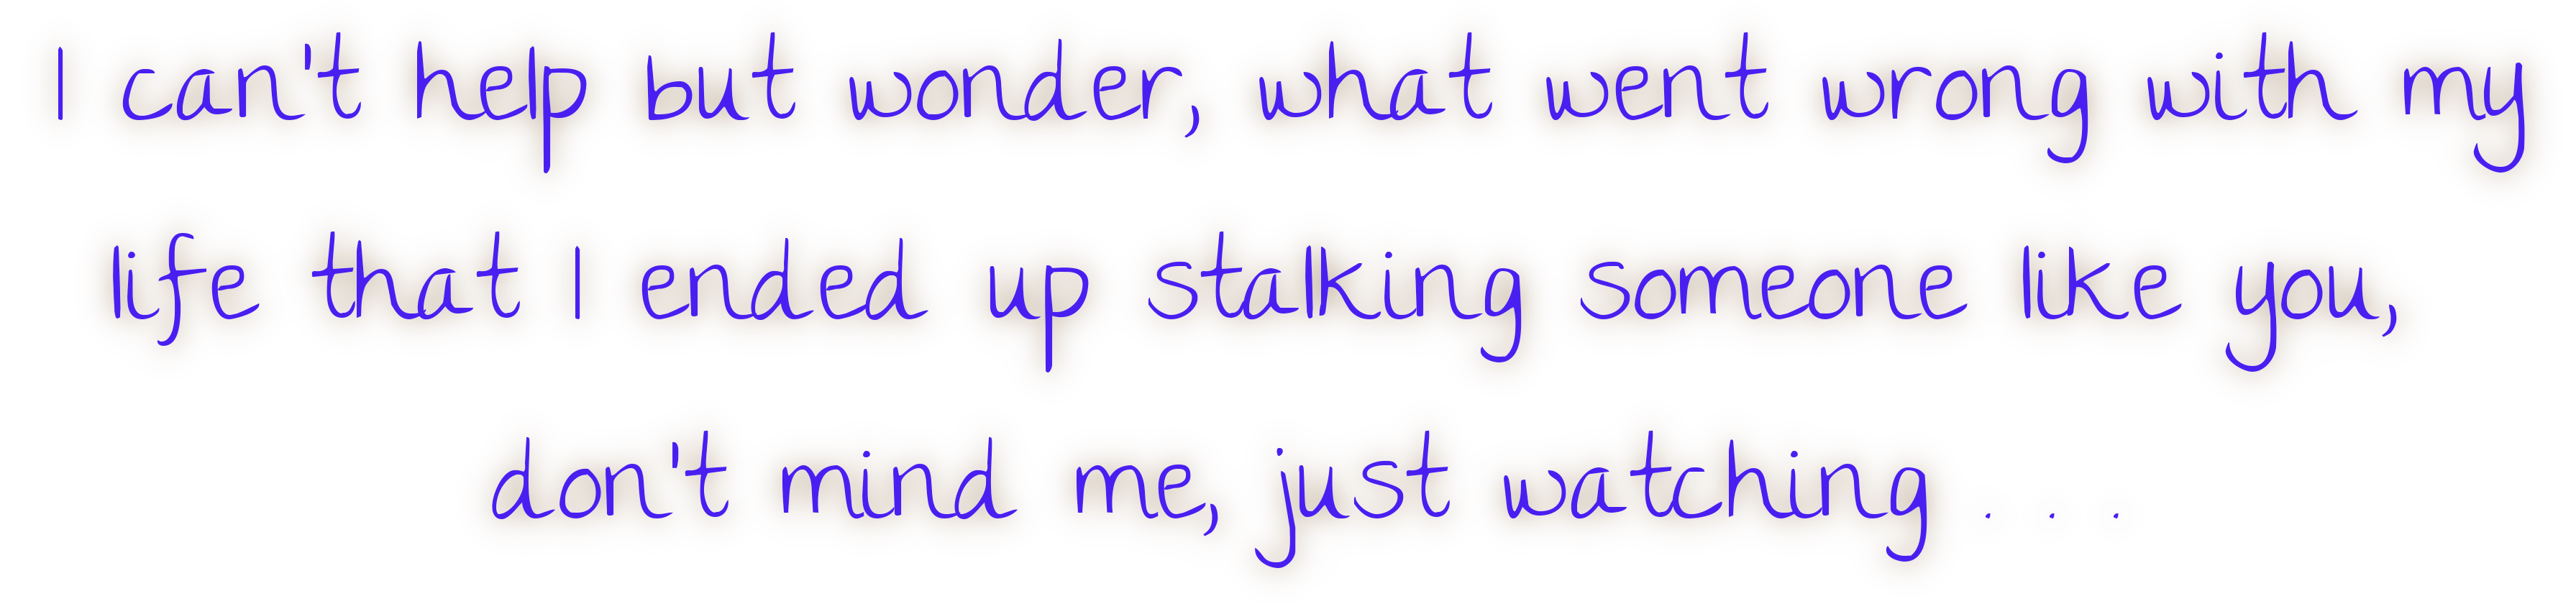 I can't help but wonder, what went wrong with my
life that I ended up stalking someone like you,
don't mind me, just watching . . .